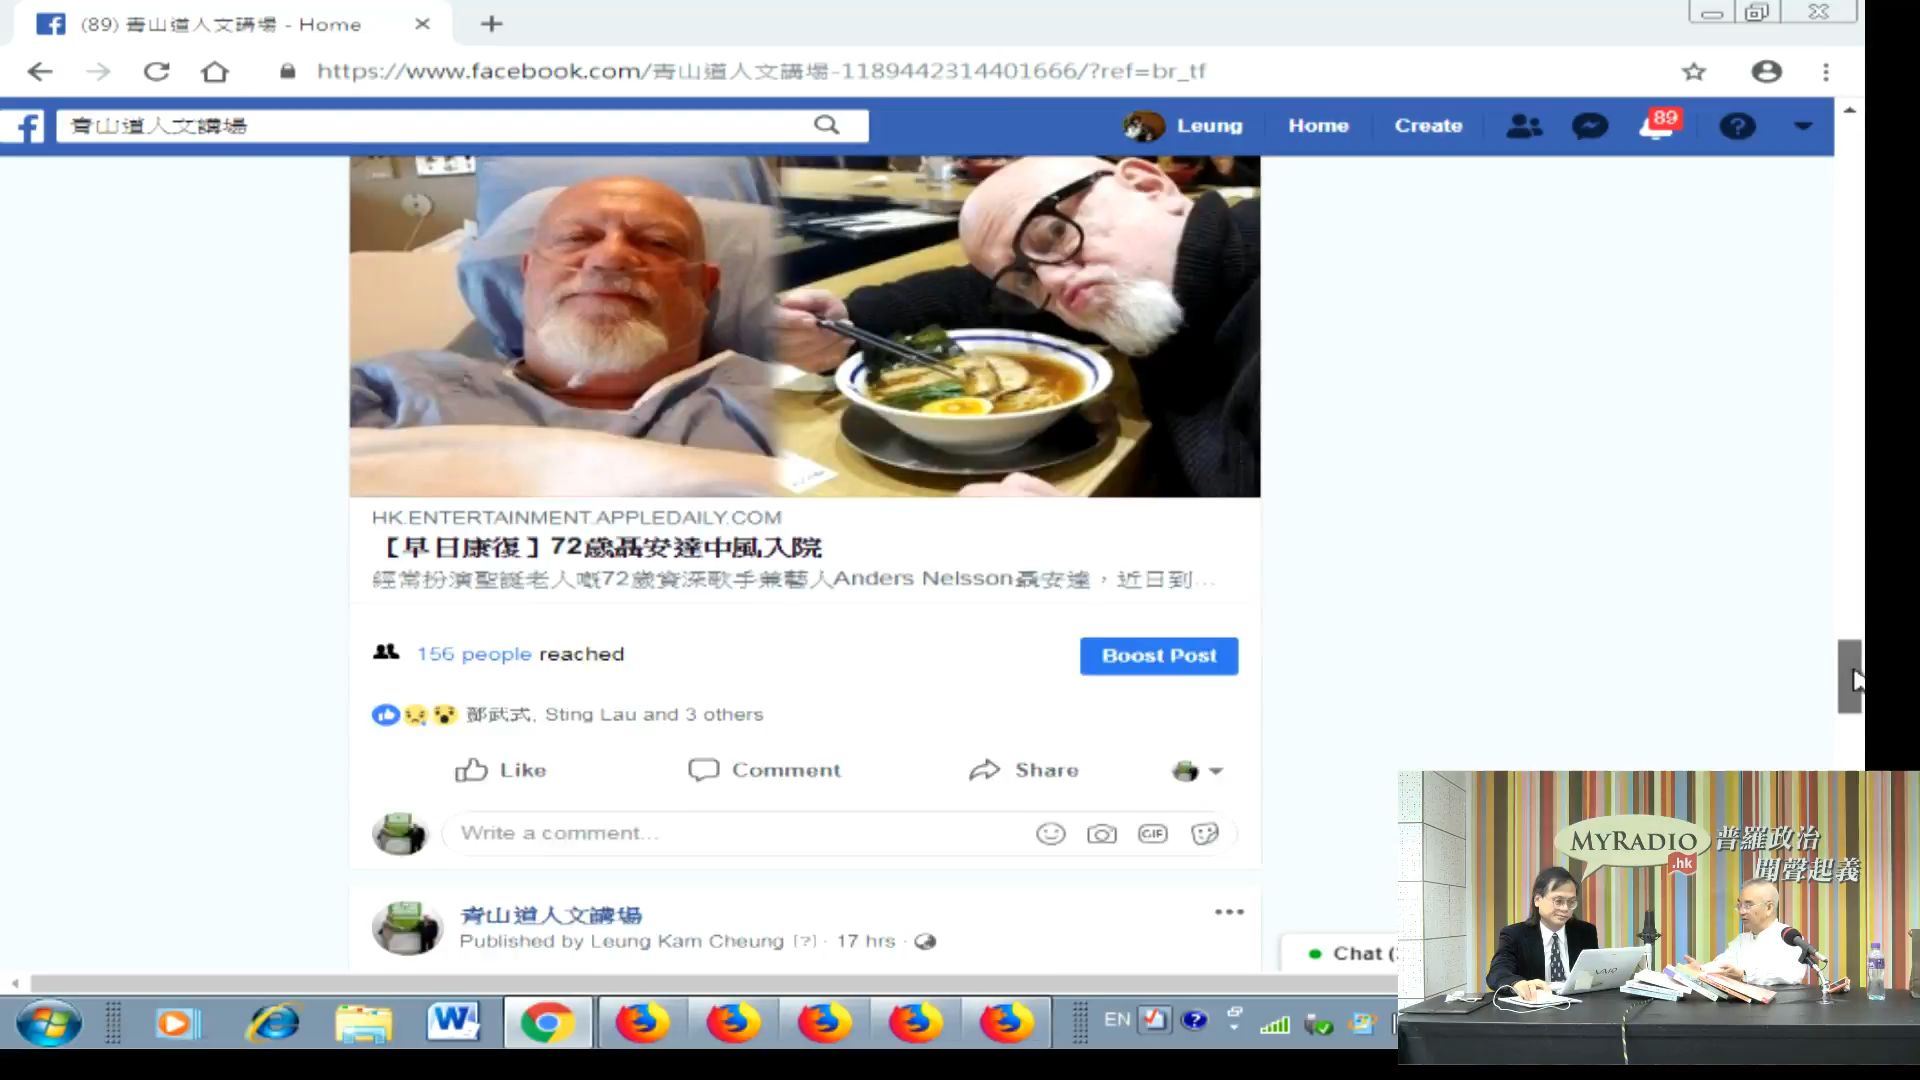 (89) 青山道人文講場 - Home
https://www.facebook.com/青山道人文講場-1189442314401666/?ref=br_tf
青山道人文講場
Leung
Home
Create
89
HK.ENTERTAINMENT.APPLEDAILY.COM
【早日康復】72歲聶安達中風入院
經常扮演聖誕老人嘅72歲資深歌手兼藝人Anders Nelsson聶安達，近日到...
156 people reached
Boost Post
鄧武式, Sting Lau and 3 others
Like
Comment
Share
Write a comment...
GIF
青山道人文講場
Published by Leung Kam Cheung [?] · 17 hrs ·
Chat (
EN
MYRADIO
.hk
普羅政治
聞聲起義
VAIO